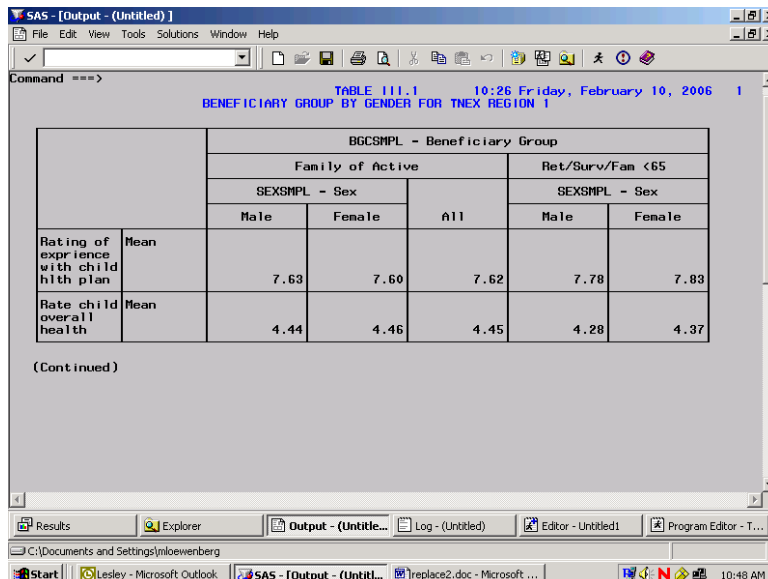 SAS - [Output - (Untitled) ]
File Edit View Tools Solutions Window Help
Command ===>
TABLE III.1 10:26 Friday, February 10, 2006 1
BENEFICIARY GROUP BY GENDER FOR TNEX REGION 1
BGCSMPL - Beneficiary Group
Family of Active Ret/Surv/Fam <65
SEXSMPL - Sex SEXSMPL - Sex
Male Female All Male Female
Rating of Mean
exprience
with child
hlth plan 7.63 7.60 7.62 7.78 7.83
Rate child Mean
overall
health 4.44 4.46 4.45 4.28 4.37
(Continued)
Results Explorer Output - (Untitle... Log - (Untitled) Editor - Untitled1 Program Editor - T...
C:\Documents and Settings\mloewenberg
Start Lesley - Microsoft Outlook SAS - [Output - (Untitl... replace2.doc - Microsoft ... 10:48 AM